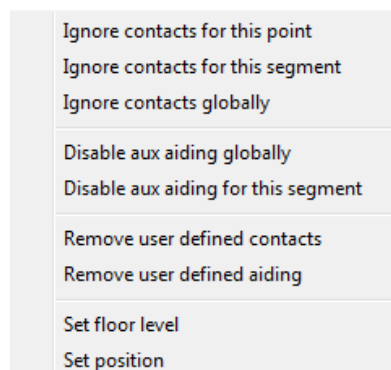 Ignore contacts for this point
Ignore contacts for this segment
Ignore contacts globally
Disable aux aiding globally
Disable aux aiding for this segment
Remove user defined contacts
Remove user defined aiding
Set floor level
Set position